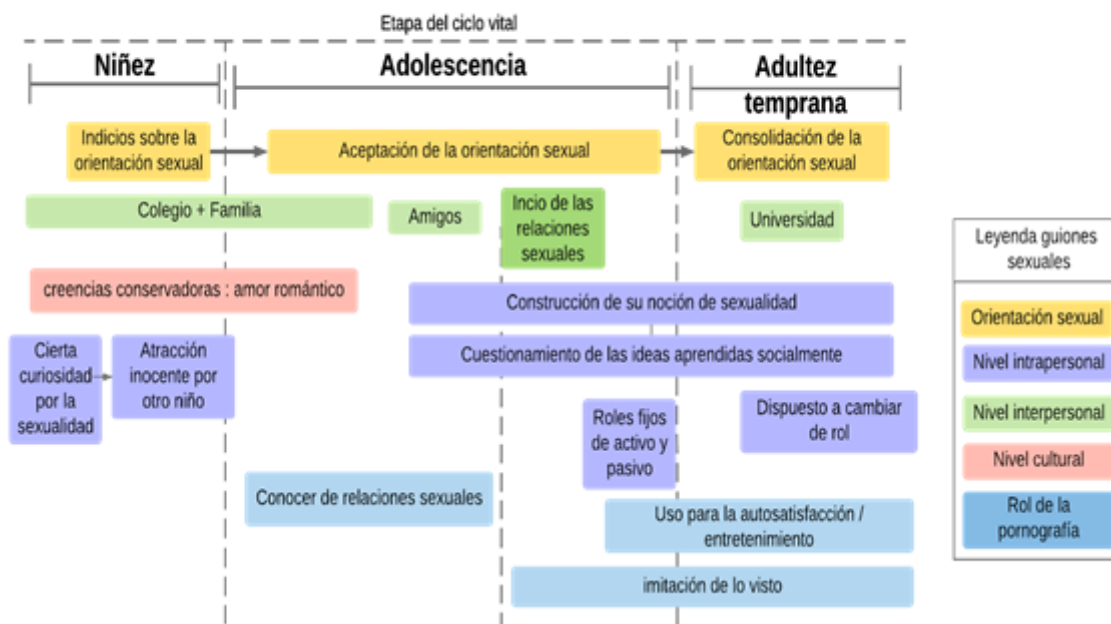 Etapa del ciclo vital
Niñez
Adolescencia
Adultez
temprana
Indicios sobre la
orientación sexual
Aceptación de la orientación sexual
Consolidación de la
orientación sexual
Colegio + Familia
Amigos
Incio de las
relaciones
sexuales
Universidad
creencias conservadoras : amor romántico
Construcción de su noción de sexualidad
Cierta
curiosidad
por la
sexualidad
Atracción
inocente por
otro niño
Cuestionamiento de las ideas aprendidas socialmente
Roles fijos
de activo y
pasivo
Dispuesto a cambiar
de rol
Conocer de relaciones sexuales
Uso para la autosatisfacción /
entretenimiento
imitación de lo visto
Leyenda guiones
sexuales
Orientación sexual
Nivel intrapersonal
Nivel interpersonal
Nivel cultural
Rol de la
pornografía